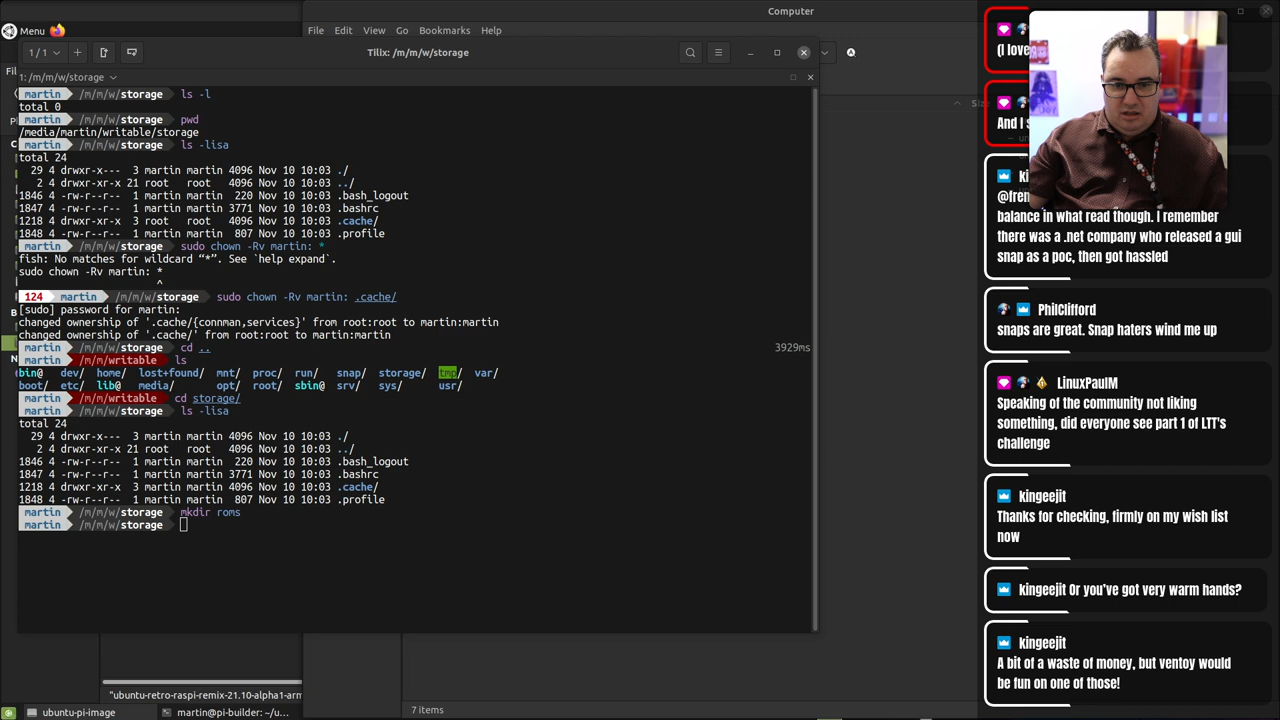 Computer
Menu
File Edit View Go Bookmarks Help
1 / 1
Tilix: /m/m/w/storage
1: /m/m/w/storage
martin /m/m/w/storage ls -l
total 0
martin /m/m/w/storage pwd
/media/martin/writable/storage
martin /m/m/w/storage ls -lisa
total 24
29 4 drwxr-x--- 3 martin martin 4096 Nov 10 10:03 ./
2 4 drwxr-xr-x 21 root root 4096 Nov 10 10:03 ../
1846 4 -rw-r--r-- 1 martin martin 220 Nov 10 10:03 .bash_logout
1847 4 -rw-r--r-- 1 martin martin 3771 Nov 10 10:03 .bashrc
1218 4 drwxr-xr-x 3 martin martin 4096 Nov 10 10:03 .cache/
1848 4 -rw-r--r-- 1 martin martin 807 Nov 10 10:03 .profile
martin /m/m/w/storage sudo chown -Rv martin: *
fish: No matches for wildcard “*”. See `help expand`.
sudo chown -Rv martin: *
^
124 martin /m/m/w/storage sudo chown -Rv martin: .cache/
[sudo] password for martin:
changed ownership of '.cache/{connman,services}' from root:root to martin:martin
changed ownership of '.cache/' from root:root to martin:martin
martin /m/m/w/storage cd .. 3929ms
martin /m/m/writable ls
bin@ dev/ home/ lost+found/ mnt/ proc/ run/ snap/ storage/ tmp/ var/
boot/ etc/ lib@ media/ opt/ root/ sbin@ srv/ sys/ usr/
martin /m/m/writable cd storage/
martin /m/m/w/storage ls -lisa
total 24
29 4 drwxr-x--- 3 martin martin 4096 Nov 10 10:03 ./
2 4 drwxr-xr-x 21 root root 4096 Nov 10 10:03 ../
1846 4 -rw-r--r-- 1 martin martin 220 Nov 10 10:03 .bash_logout
1847 4 -rw-r--r-- 1 martin martin 3771 Nov 10 10:03 .bashrc
1218 4 drwxr-xr-x 3 martin martin 4096 Nov 10 10:03 .cache/
1848 4 -rw-r--r-- 1 martin martin 807 Nov 10 10:03 .profile
martin /m/m/w/storage mkdir roms
martin /m/m/w/storage
"ubuntu-retro-raspi-remix-21.10-alpha1-arm
7 items
ubuntu-pi-image
martin@pi-builder: ~/u...
(I love
And I s
balance in what read though. i remember
there was a .net company who released a gui
snap as a poc, then got hassled
PhilClifford
snaps are great. Snap haters wind me up
LinuxPaulM
Speaking of the community not liking
something, did everyone see part 1 of LTT's
challenge
kingeejit
Thanks for checking, firmly on my wish list
now
kingeejit Or you've got very warm hands?
kingeejit
A bit of a waste of money, but ventoy would
be fun on one of those!